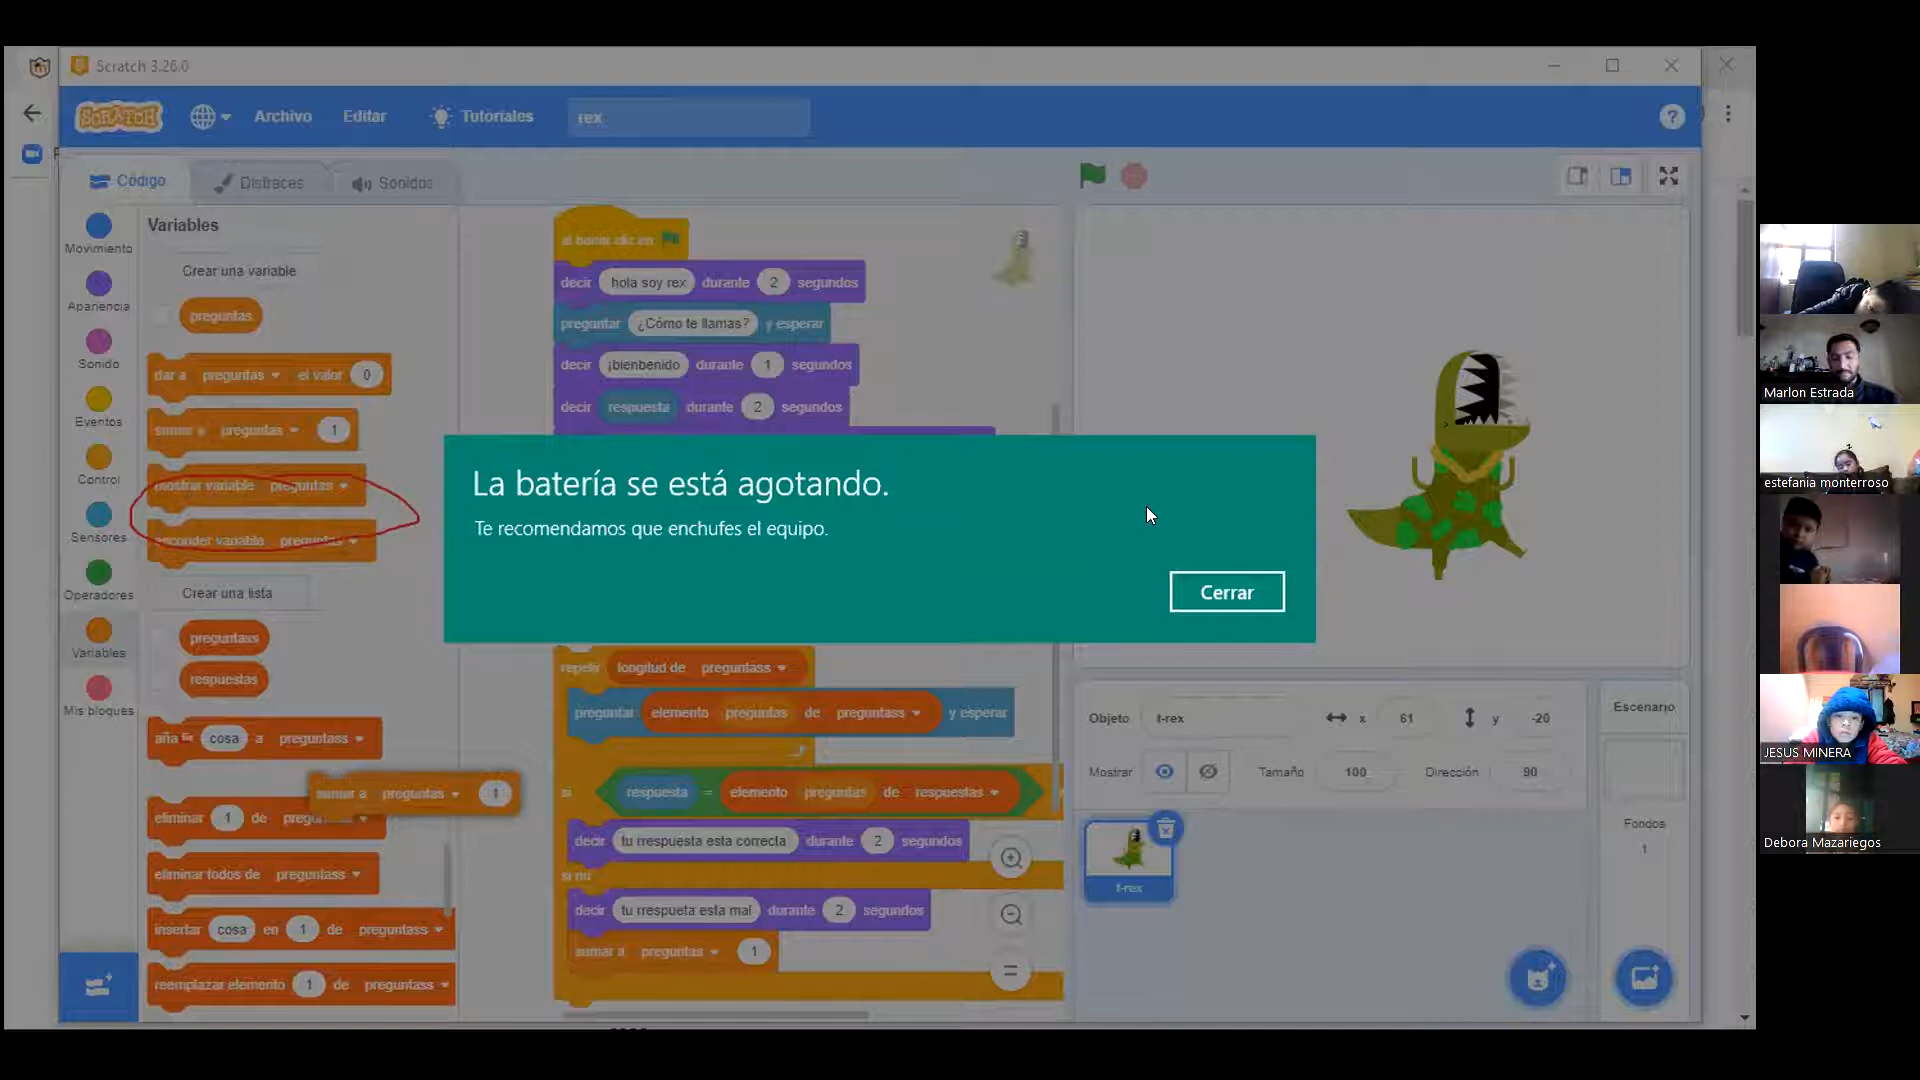 Scratch 3.26.0
SCRATCH
Archivo
Editar
Tutoriales
rex
?
Código
Disfraces
Sonidos
Movimiento
Apariencia
Sonido
Eventos
Control
Sensores
Operadores
Variables
Mis bloques
Variables
Crear una variable
preguntas
dar a preguntas el valor 0
sumar a preguntas 1
mostrar variable preguntas
esconder variable preguntas
Crear una lista
preguntass
respuestas
cosa a preguntass
sumar a preguntas 1
eliminar 1 de
eliminar todos de preguntass
insertar cosa en 1 de preguntass
reemplazar elemento 1 de preguntass
al hacer clic en
decir hola soy rex durante 2 segundos
preguntar ¿Cómo te llamas? y esperar
decir ¡bienbenido durante 1 segundos
decir respuesta durante 2 segundos
La batería se está agotando.
Te recomendamos que enchufes el equipo.
Cerrar
repetir longitud de preguntass
preguntar elemento preguntas de preguntass y esperar
si respuesta = elemento preguntas de respuestas
decir tu rrespuesta esta correcta durante 2 segundos
si no
decir tu rrespueta esta mal durante 2 segundos
sumar a preguntas 1
Objeto t-rex x 61 y -20
Mostrar Tamaño 100 Dirección 90
t-rex
Escenario
Fondos
1
Marlon Estrada
estefania monterroso
JESUS MINERA
Debora Mazariegos